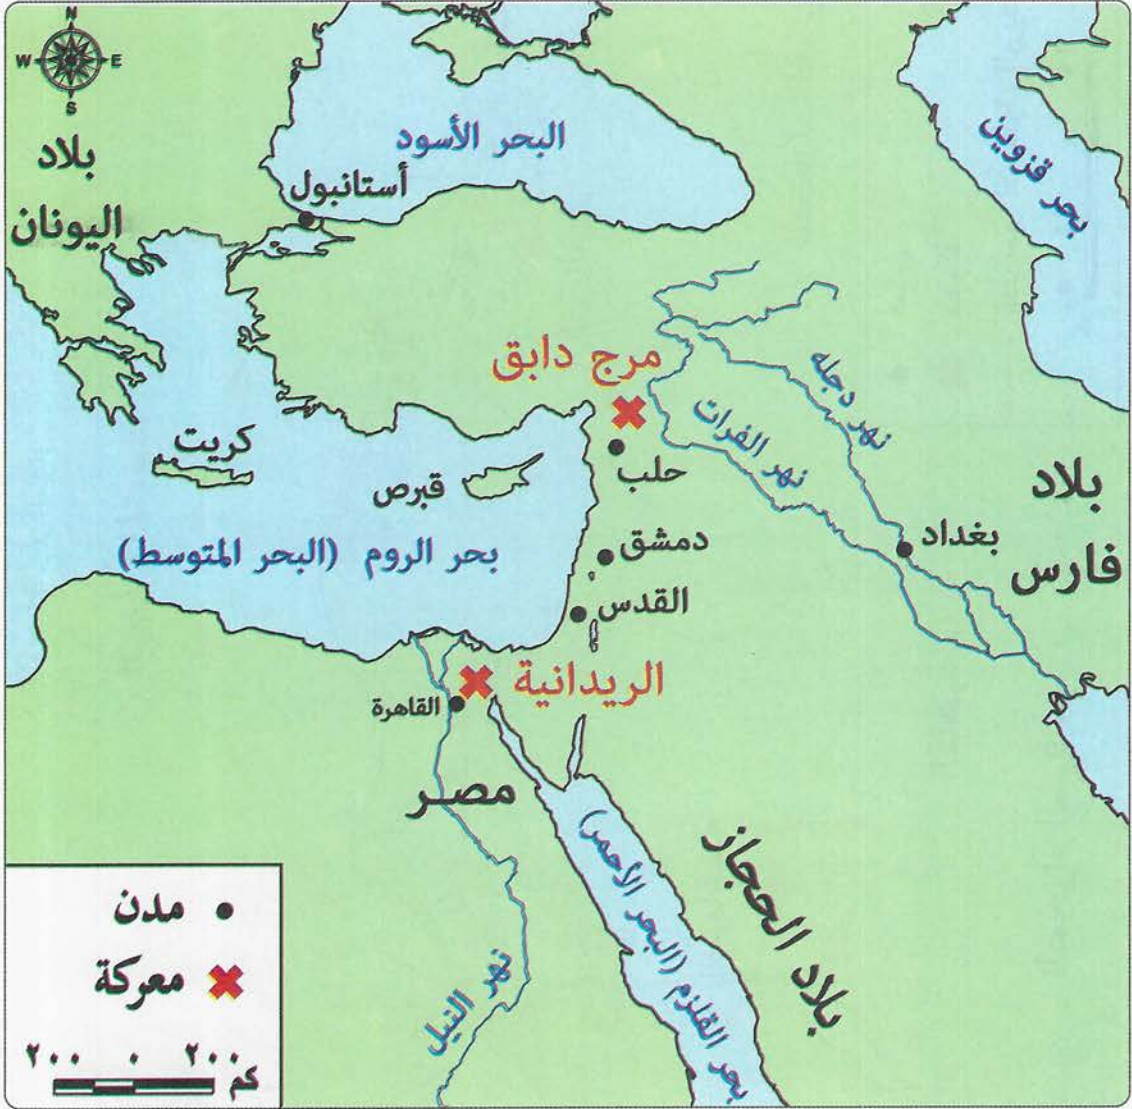 N
W E
S
البحر الأسود
بحر قزوين
بلاد
اليونان
أستانبول
مرج دابق
نهر دجله
نهر الفرات
حلب
كريت
قبرص
بلاد
فارس
بغداد
دمشق
بحر الروم (البحر المتوسط)
القدس
الريدانية
القاهرة
مصر
بلاد الحجاز
بحر القلزم (البحر الأحمر)
نهر النيل
مدن
معركة
٢٠٠ ٠ ٢٠٠
كم